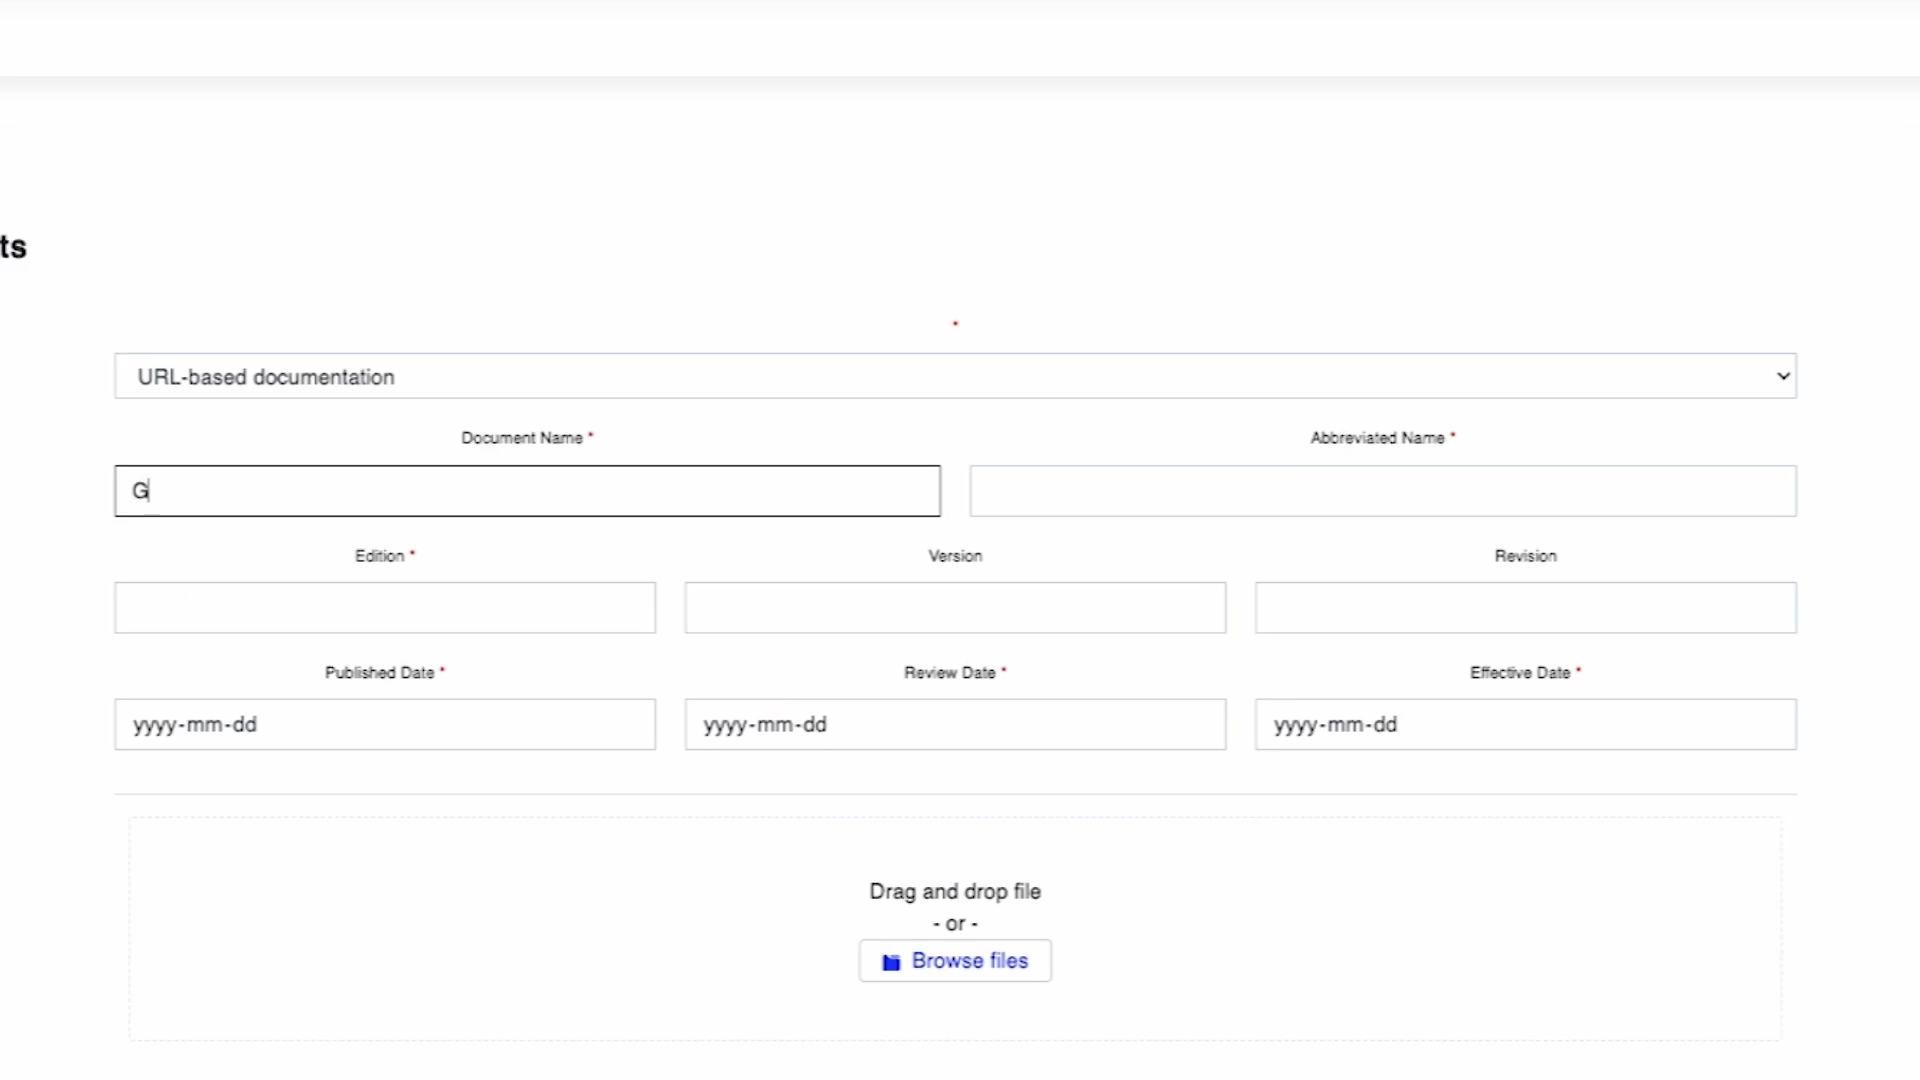 ts
*
URL-based documentation
Document Name * Abbreviated Name *
G
Edition * Version Revision
Published Date * Review Date * Effective Date *
yyyy-mm-dd yyyy-mm-dd yyyy-mm-dd
Drag and drop file
- or -
Browse files